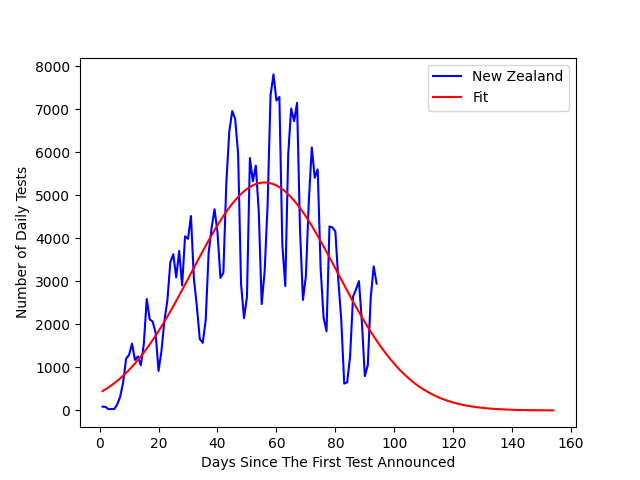 New Zealand
Fit
Number of Daily Tests
8000
7000
6000
5000
4000
3000
2000
1000
0
0 20 40 60 80 100 120 140 160
Days Since The First Test Announced